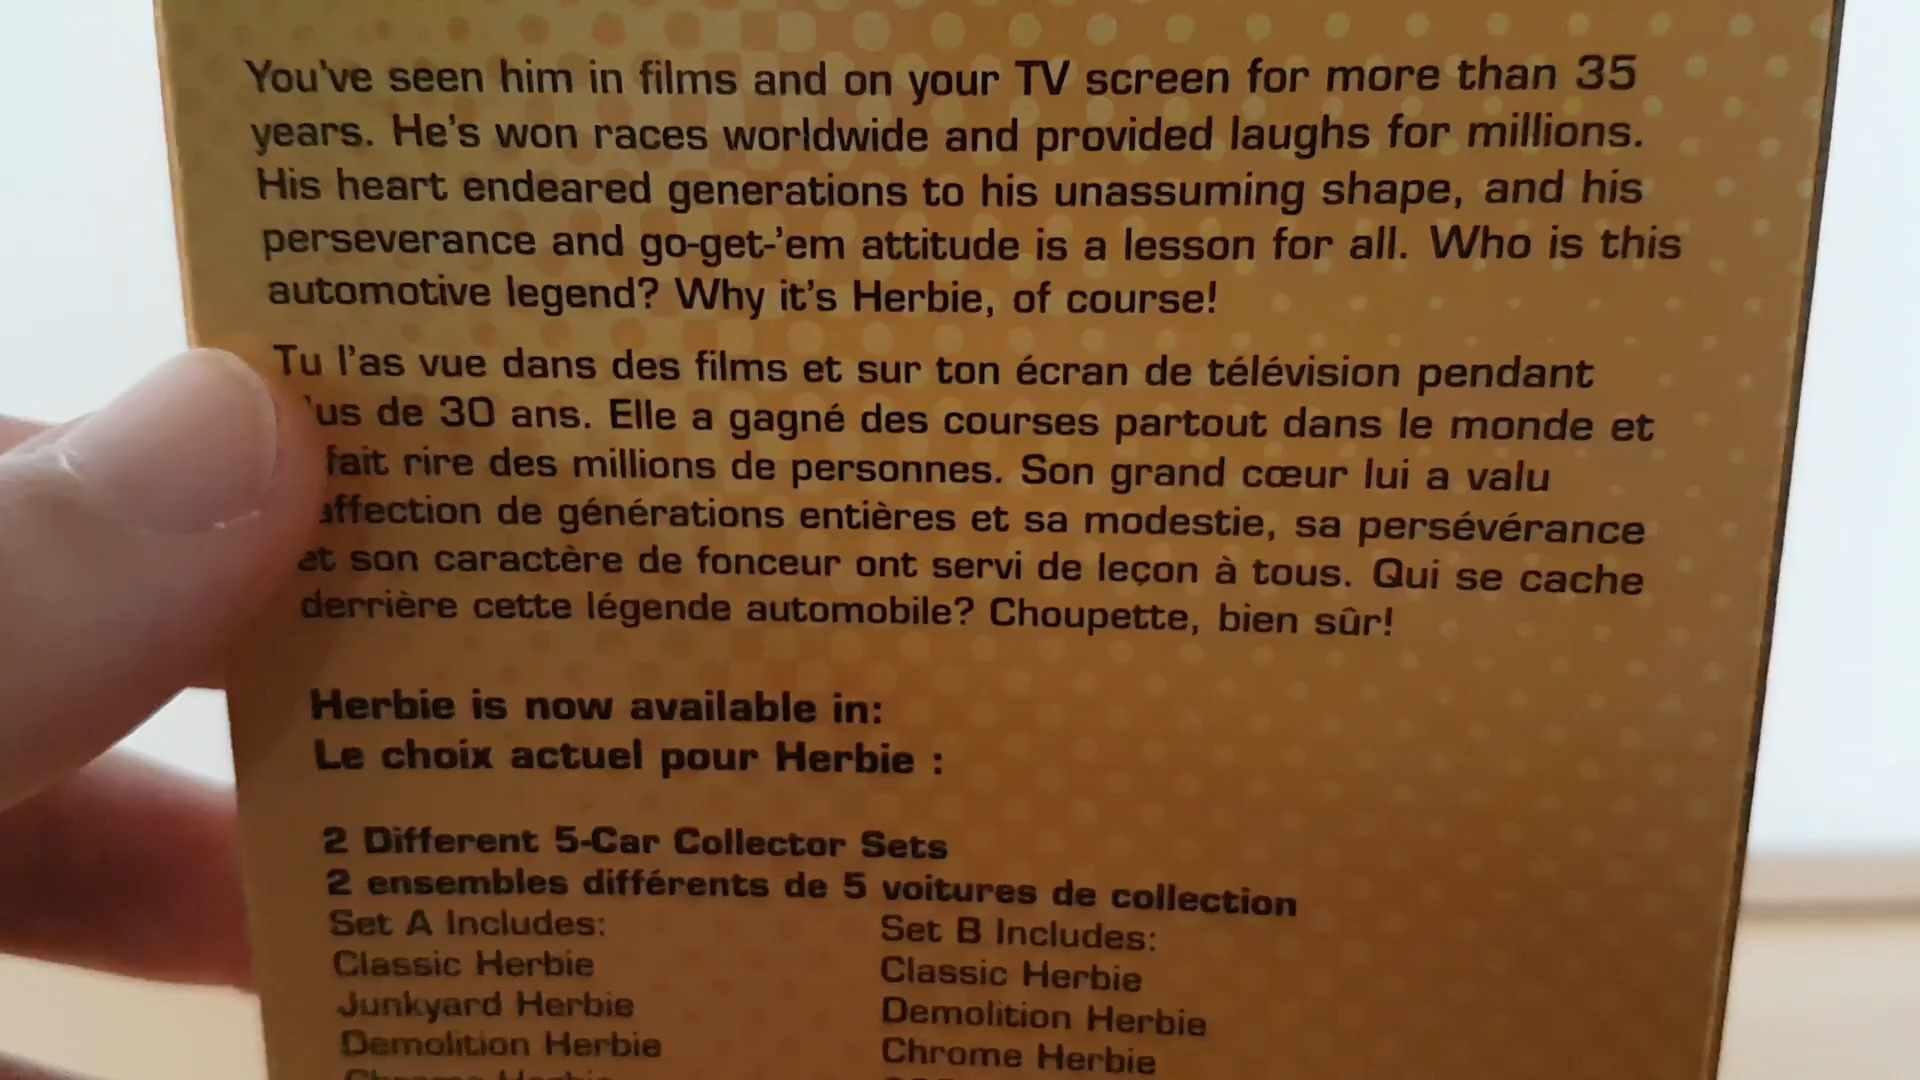 You've seen him in films and on your TV screen for more than 35
years. He's won races worldwide and provided laughs for millions.
His heart endeared generations to his unassuming shape, and his
perseverance and go-get-'em attitude is a lesson for all. Who is this
automotive legend? Why it's Herbie, of course!
Tu l'as vue dans des films et sur ton écran de télévision pendant
de 30 ans. Elle a gagné des courses partout dans le monde et
fait rire des millions de personnes. Son grand cœur lui a valu
affection de générations entières et sa modestie, sa persévérance
et son caractère de fonceur ont servi de leçon à tous. Qui se cache
derrière cette légende automobile? Choupette, bien sûr!
Herbie is now available in:
Le choix actuel pour Herbie :
2 Different 5-Car Collector Sets
2 ensembles différents de 5 voitures de collection
Set A Includes:
Classic Herbie
Junkyard Herbie
Demolition Herbie
Set B Includes:
Classic Herbie
Demolition Herbie
Chrome Herbie